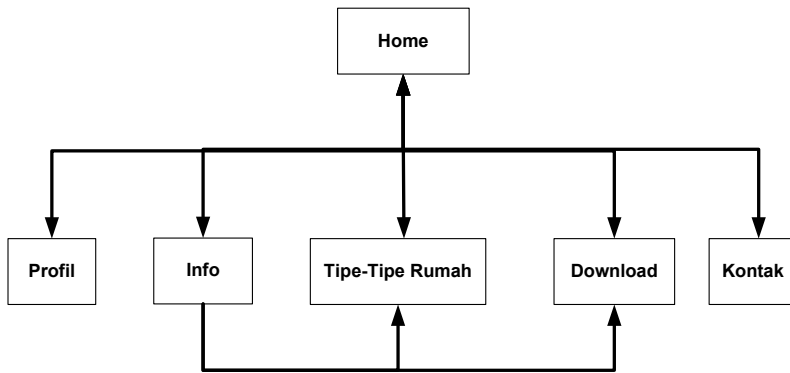 Home
Profil
Info
Tipe-Tipe Rumah
Download
Kontak